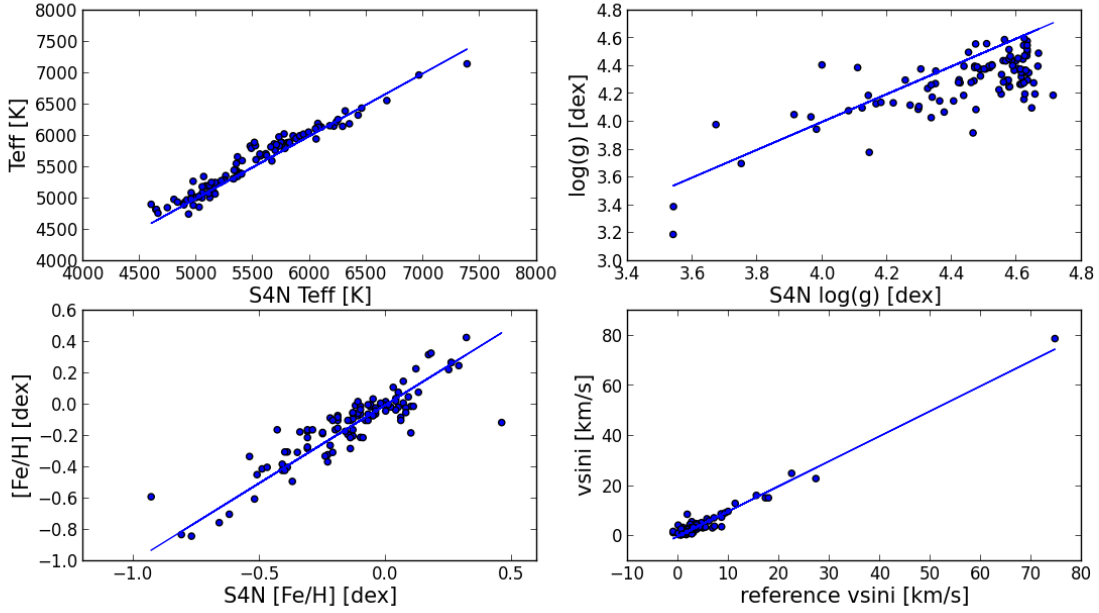 8000
7500
7000
6500
6000
5500
5000
4500
4000
Teff [K]
4000 4500 5000 5500 6000 6500 7000 7500 8000
S4N Teff [K]
4.8
4.6
4.4
4.2
4.0
3.8
3.6
3.4
3.2
3.0
log(g) [dex]
3.4 3.6 3.8 4.0 4.2 4.4 4.6 4.8
S4N log(g) [dex]
0.6
0.4
0.2
0.0
−0.2
−0.4
−0.6
−0.8
−1.0
[Fe/H] [dex]
−1.0 −0.5 0.0 0.5
S4N [Fe/H] [dex]
80
60
40
20
0
vsini [km/s]
−10 0 10 20 30 40 50 60 70 80
reference vsini [km/s]